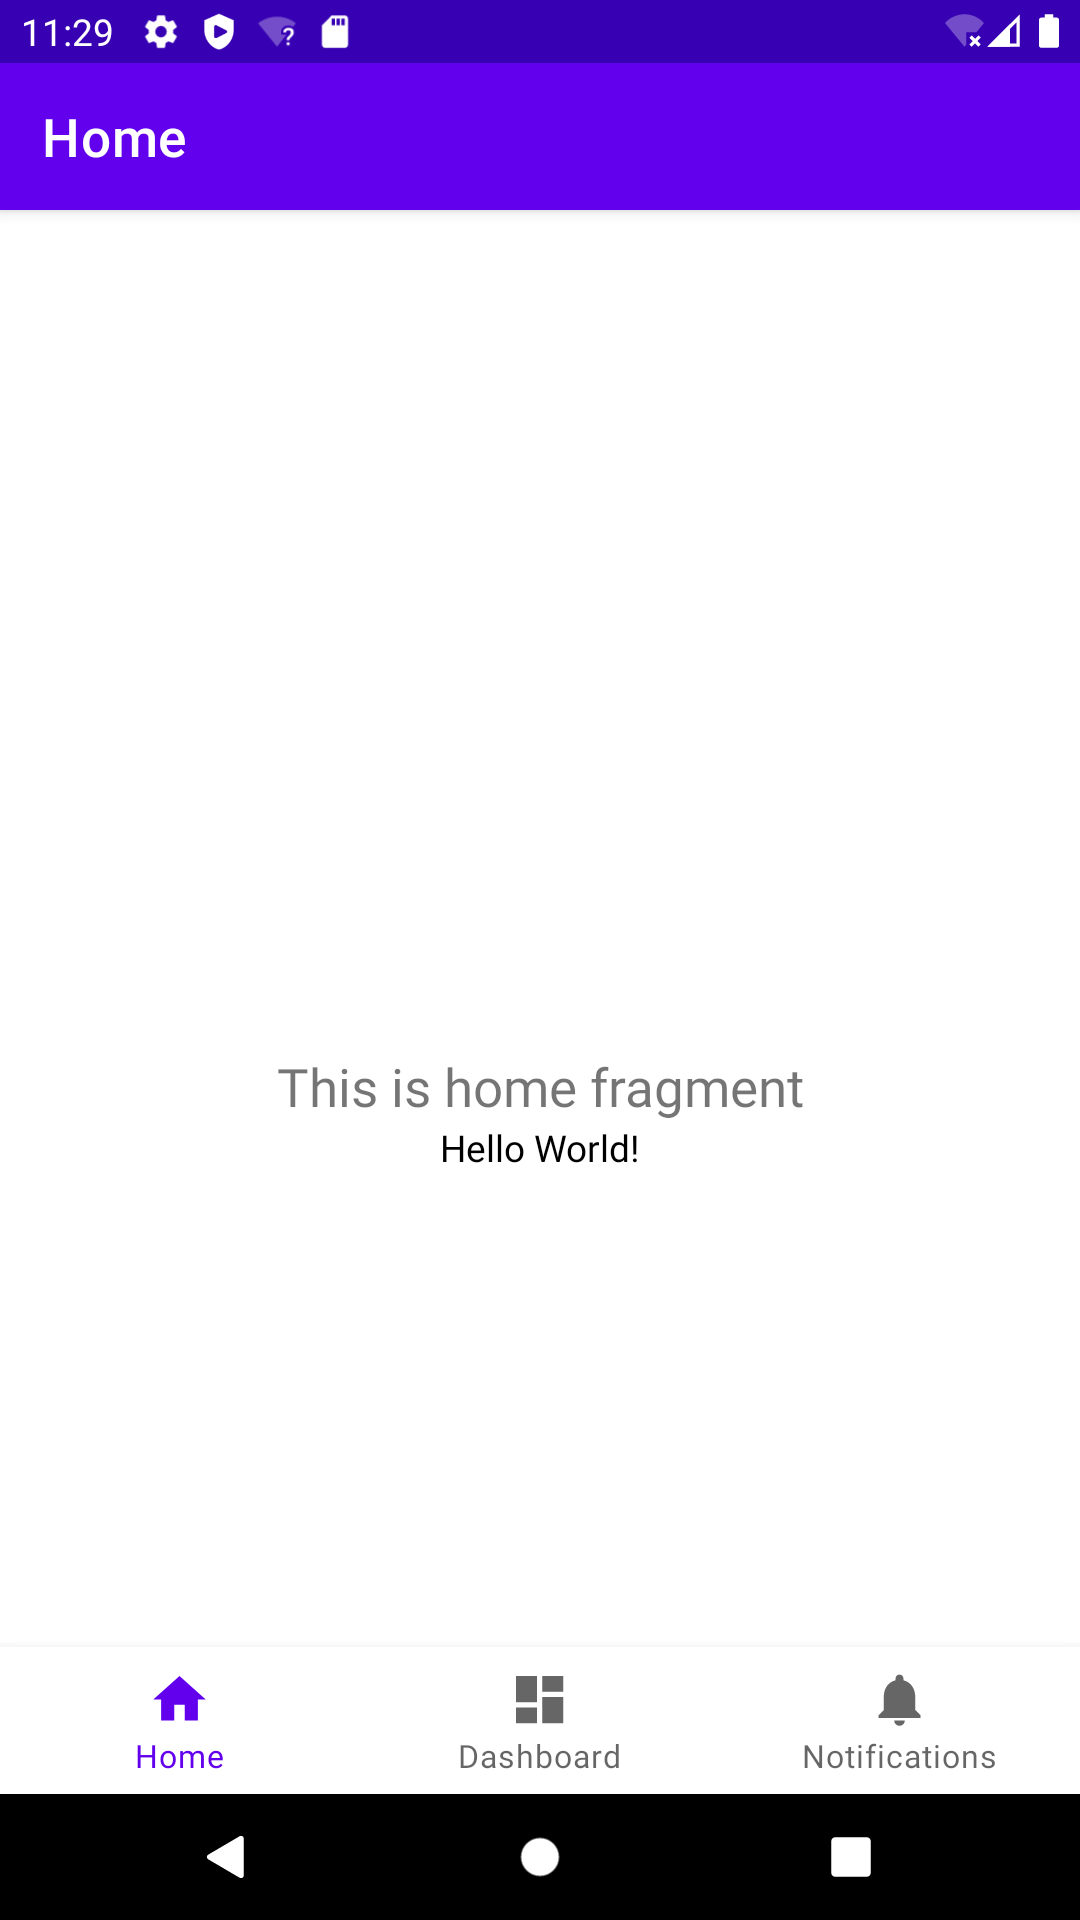 11:29
Home
This is home fragment
Hello World!
Home Dashboard Notifications